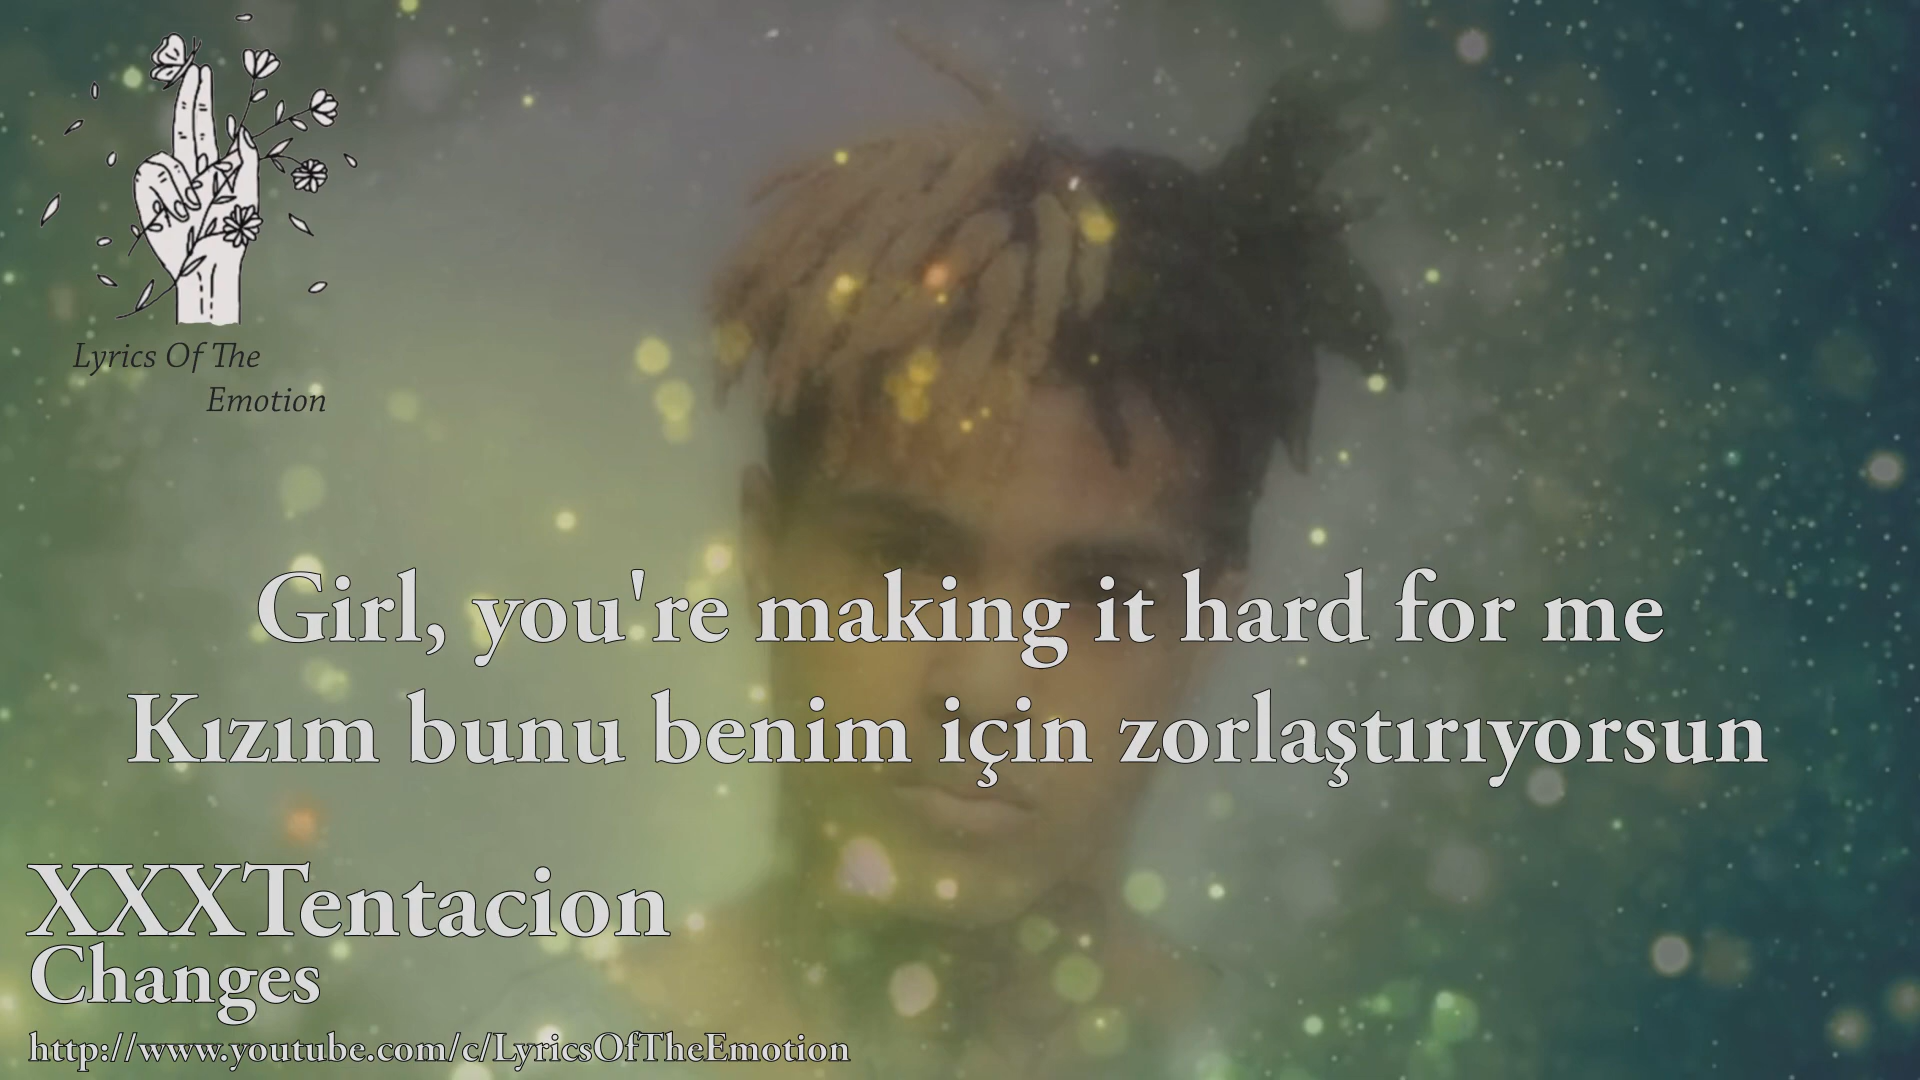 Lyrics Of The
Emotion
Girl, you're making it hard for me
Kızım bunu benim için zorlaştırıyorsun
XXXTentacion
Changes
http://www.youtube.com/c/LyricsOfTheEmotion